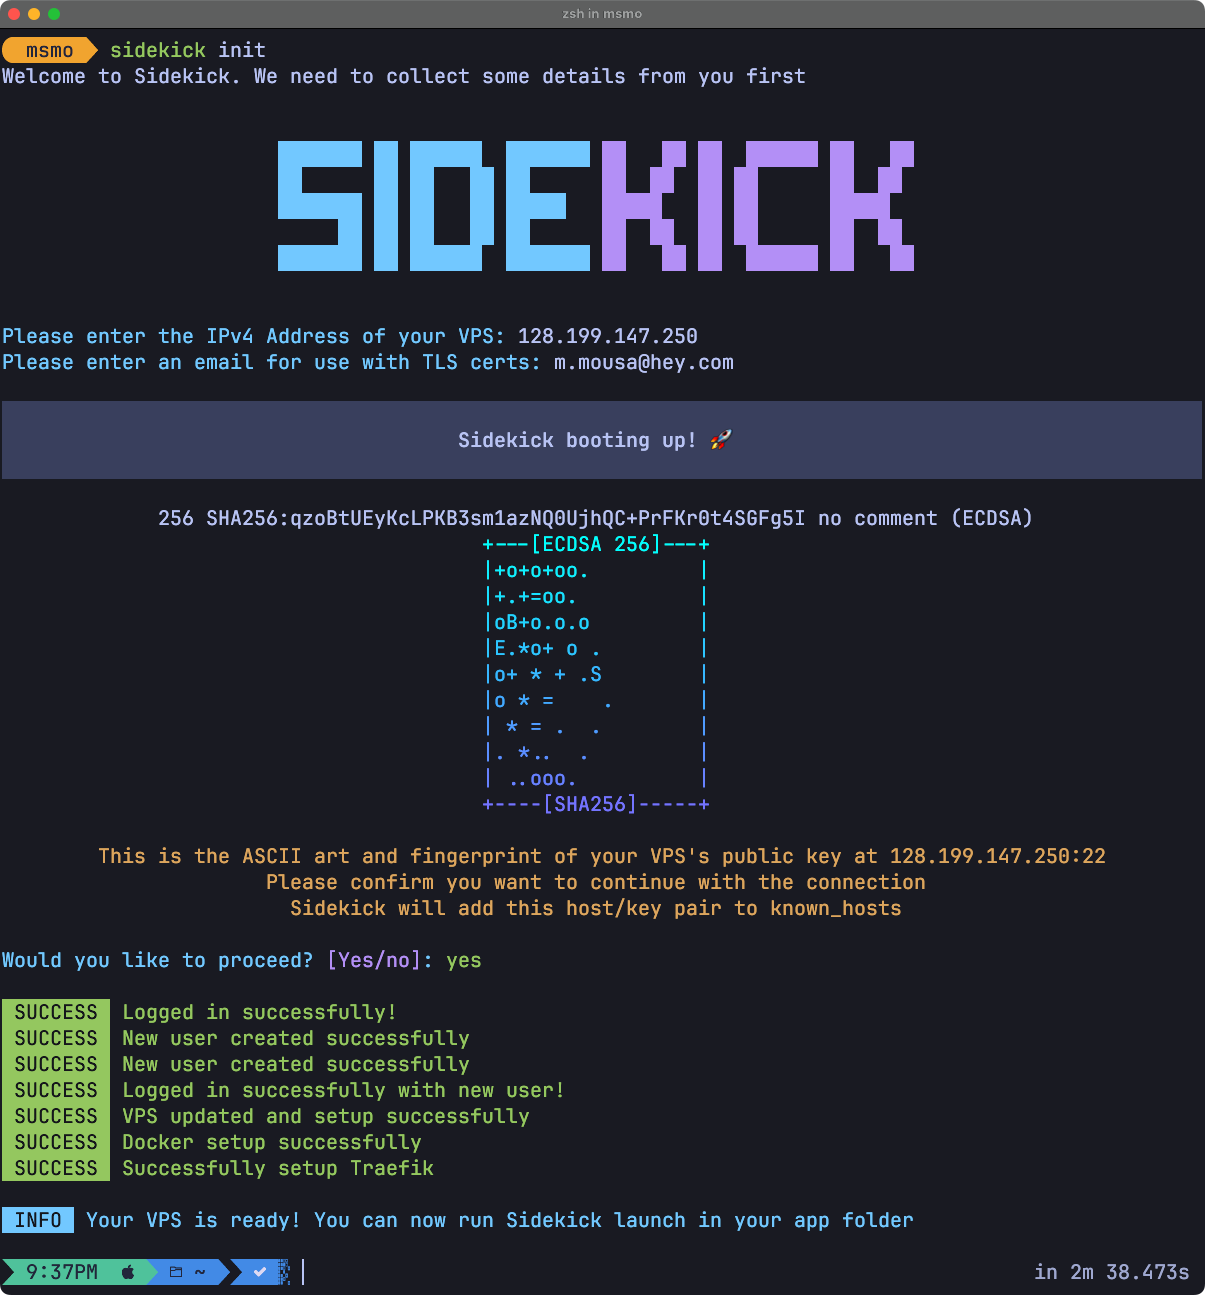 zsh in msmo
msmo sidekick init
Welcome to Sidekick. We need to collect some details from you first
SIDEKICK
Please enter the IPv4 Address of your VPS: 128.199.147.250
Please enter an email for use with TLS certs: m.mousa@hey.com
Sidekick booting up! 🚀
256 SHA256:qzoBtUEyKcLPKB3sm1azNQ0UjhQC+PrFKr0t4SGFg5I no comment (ECDSA)
+---[ECDSA 256]---+
|+o+o+oo.         |
|+.+=oo.          |
|oB+o.o.o         |
|E.*o+ o .        |
|o+ * + .S        |
|o * =    .       |
| * = .  .        |
|. *..  .         |
| ..ooo.          |
+----[SHA256]-----+
This is the ASCII art and fingerprint of your VPS's public key at 128.199.147.250:22
Please confirm you want to continue with the connection
Sidekick will add this host/key pair to known_hosts
Would you like to proceed? [Yes/no]: yes
SUCCESS Logged in successfully!
SUCCESS New user created successfully
SUCCESS New user created successfully
SUCCESS Logged in successfully with new user!
SUCCESS VPS updated and setup successfully
SUCCESS Docker setup successfully
SUCCESS Successfully setup Traefik
INFO Your VPS is ready! You can now run Sidekick launch in your app folder
9:37PM ~ in 2m 38.473s